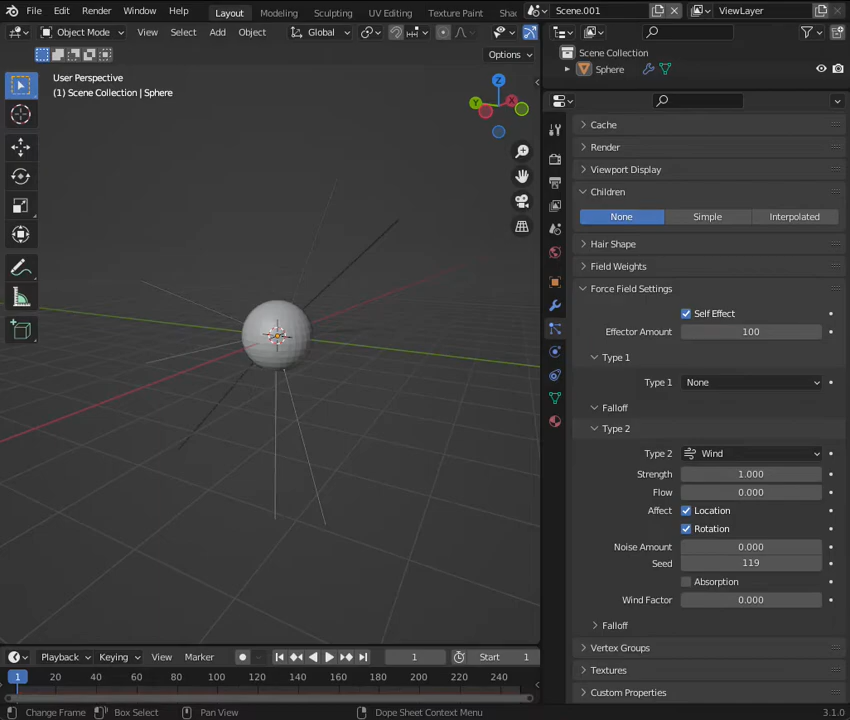 File Edit Render Window Help Layout Modeling Sculpting UV Editing Texture Paint Scene.001 ViewLayer
Object Mode View Select Add Object Global
Options
Scene Collection
Sphere
User Perspective
(1) Scene Collection | Sphere
Z
Y
X
Cache
Render
Viewport Display
Children
None Simple Interpolated
Hair Shape
Field Weights
Force Field Settings
Self Effect
Effector Amount 100
Type 1
Type 1 None
Falloff
Type 2
Type 2 Wind
Strength 1.000
Flow 0.000
Affect Location
Rotation
Noise Amount 0.000
Seed 119
Absorption
Wind Factor 0.000
Falloff
Vertex Groups
Textures
Custom Properties
Playback Keying View Marker 1 Start 1
1 20 40 60 80 100 120 140 160 180 200 220 240
Change Frame Box Select Pan View Dope Sheet Context Menu 3.1.0